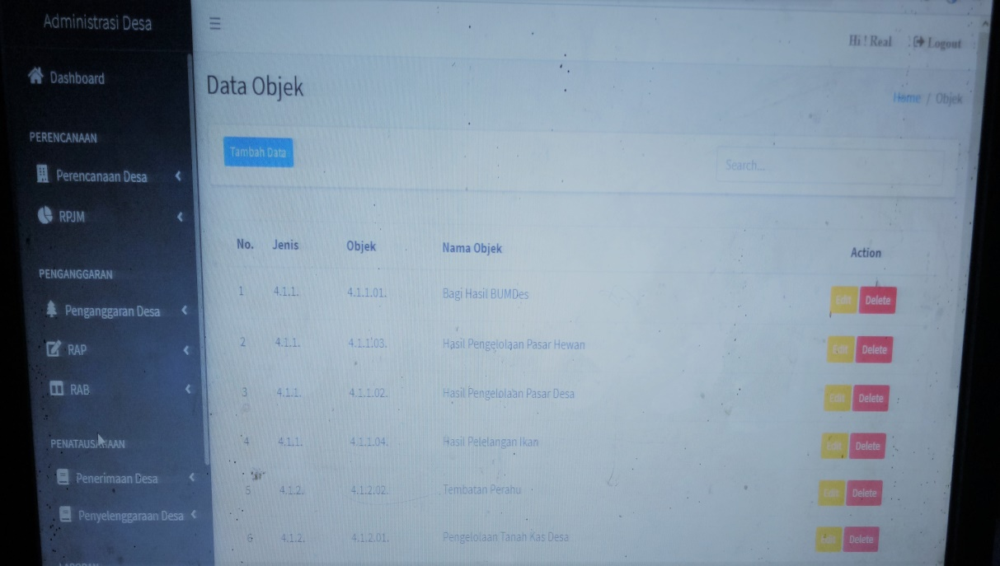 Administrasi Desa
Hi ! Real Logout
Dashboard
Data Objek
Home / Objek
PERENCANAAN
Tambah Data
Search...
Perencanaan Desa
RPJM
No. Jenis Objek Nama Objek Action
PENGANGGARAN
1 4.1.1. 4.1.1.01. Bagi Hasil BUMDes Edit Delete
Penganggaran Desa
2 4.1.1. 4.1.1.03. Hasil Pengelolaan Pasar Hewan Edit Delete
RAP
3 4.1.1. 4.1.1.02. Hasil Pengelolaan Pasar Desa Edit Delete
RAB
4 4.1.1. 4.1.1.04. Hasil Pelelangan Ikan Edit Delete
PENATAUSAHAAN
Penerimaan Desa
5 4.1.2. 4.1.2.02. Tembatan Perahu Edit Delete
Penyelenggaraan Desa
6 4.1.2. 4.1.2.01. Pengelolaan Tanah Kas Desa Edit Delete